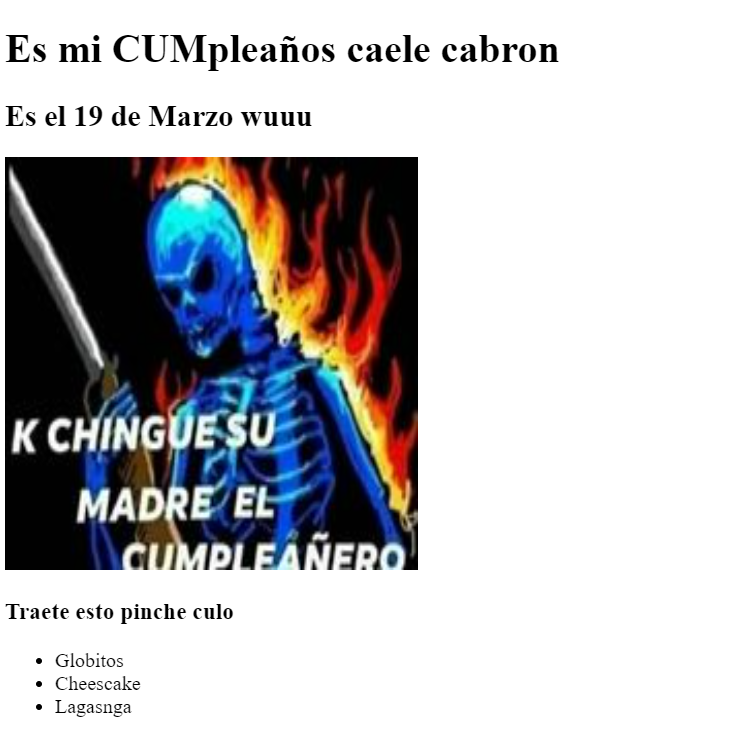 Es mi CUMpleaños caele cabron
Es el 19 de Marzo wuuu
K CHINGUE SU
MADRE EL
CUMPLEAÑERO
Traete esto pinche culo
Globitos
Cheescake
Lagasnga